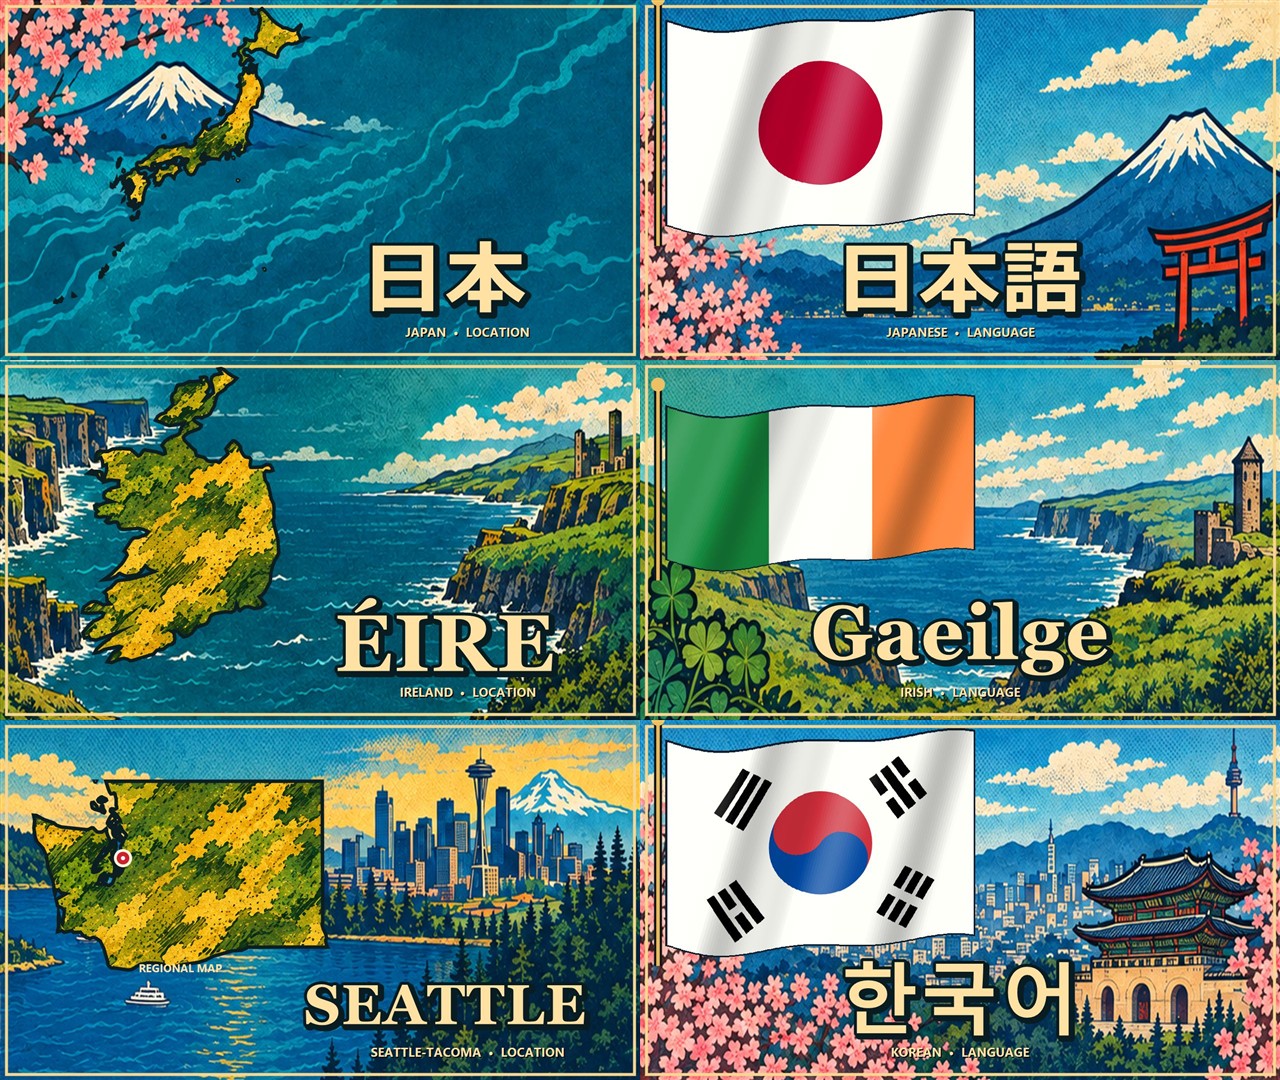 日本
JAPAN • LOCATION
日本語
JAPANESE • LANGUAGE
ÉIRE
IRELAND • LOCATION
Gaeilge
IRISH • LANGUAGE
REGIONAL MAP
SEATTLE
SEATTLE-TACOMA • LOCATION
한국어
KOREAN • LANGUAGE